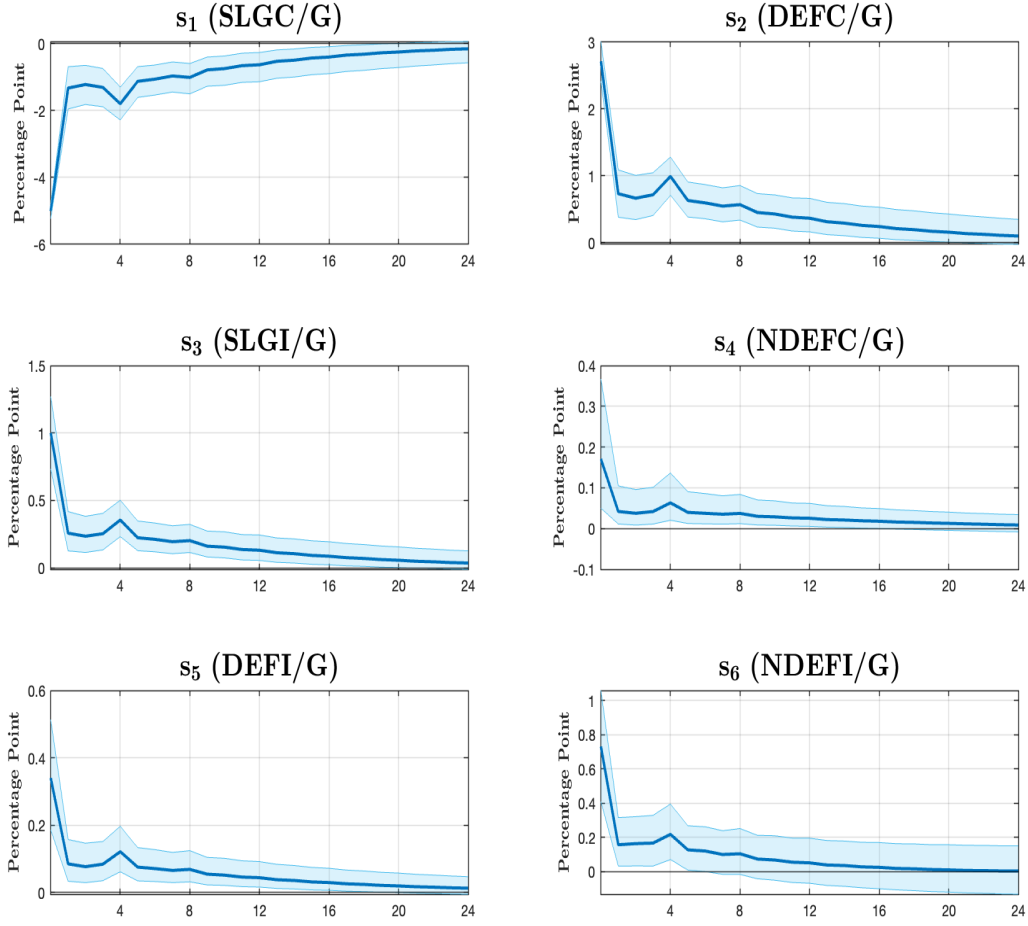 s₁ (SLGC/G)
Percentage Point
0
-2
-4
-6
4 8 12 16 20 24
s₂ (DEFC/G)
Percentage Point
3
2
1
0
4 8 12 16 20 24
s₃ (SLGI/G)
Percentage Point
1.5
1
0.5
0
4 8 12 16 20 24
s₄ (NDEFC/G)
Percentage Point
0.4
0.3
0.2
0.1
0
-0.1
4 8 12 16 20 24
s₅ (DEFI/G)
Percentage Point
0.6
0.4
0.2
0
4 8 12 16 20 24
s₆ (NDEFI/G)
Percentage Point
1
0.8
0.6
0.4
0.2
0
4 8 12 16 20 24